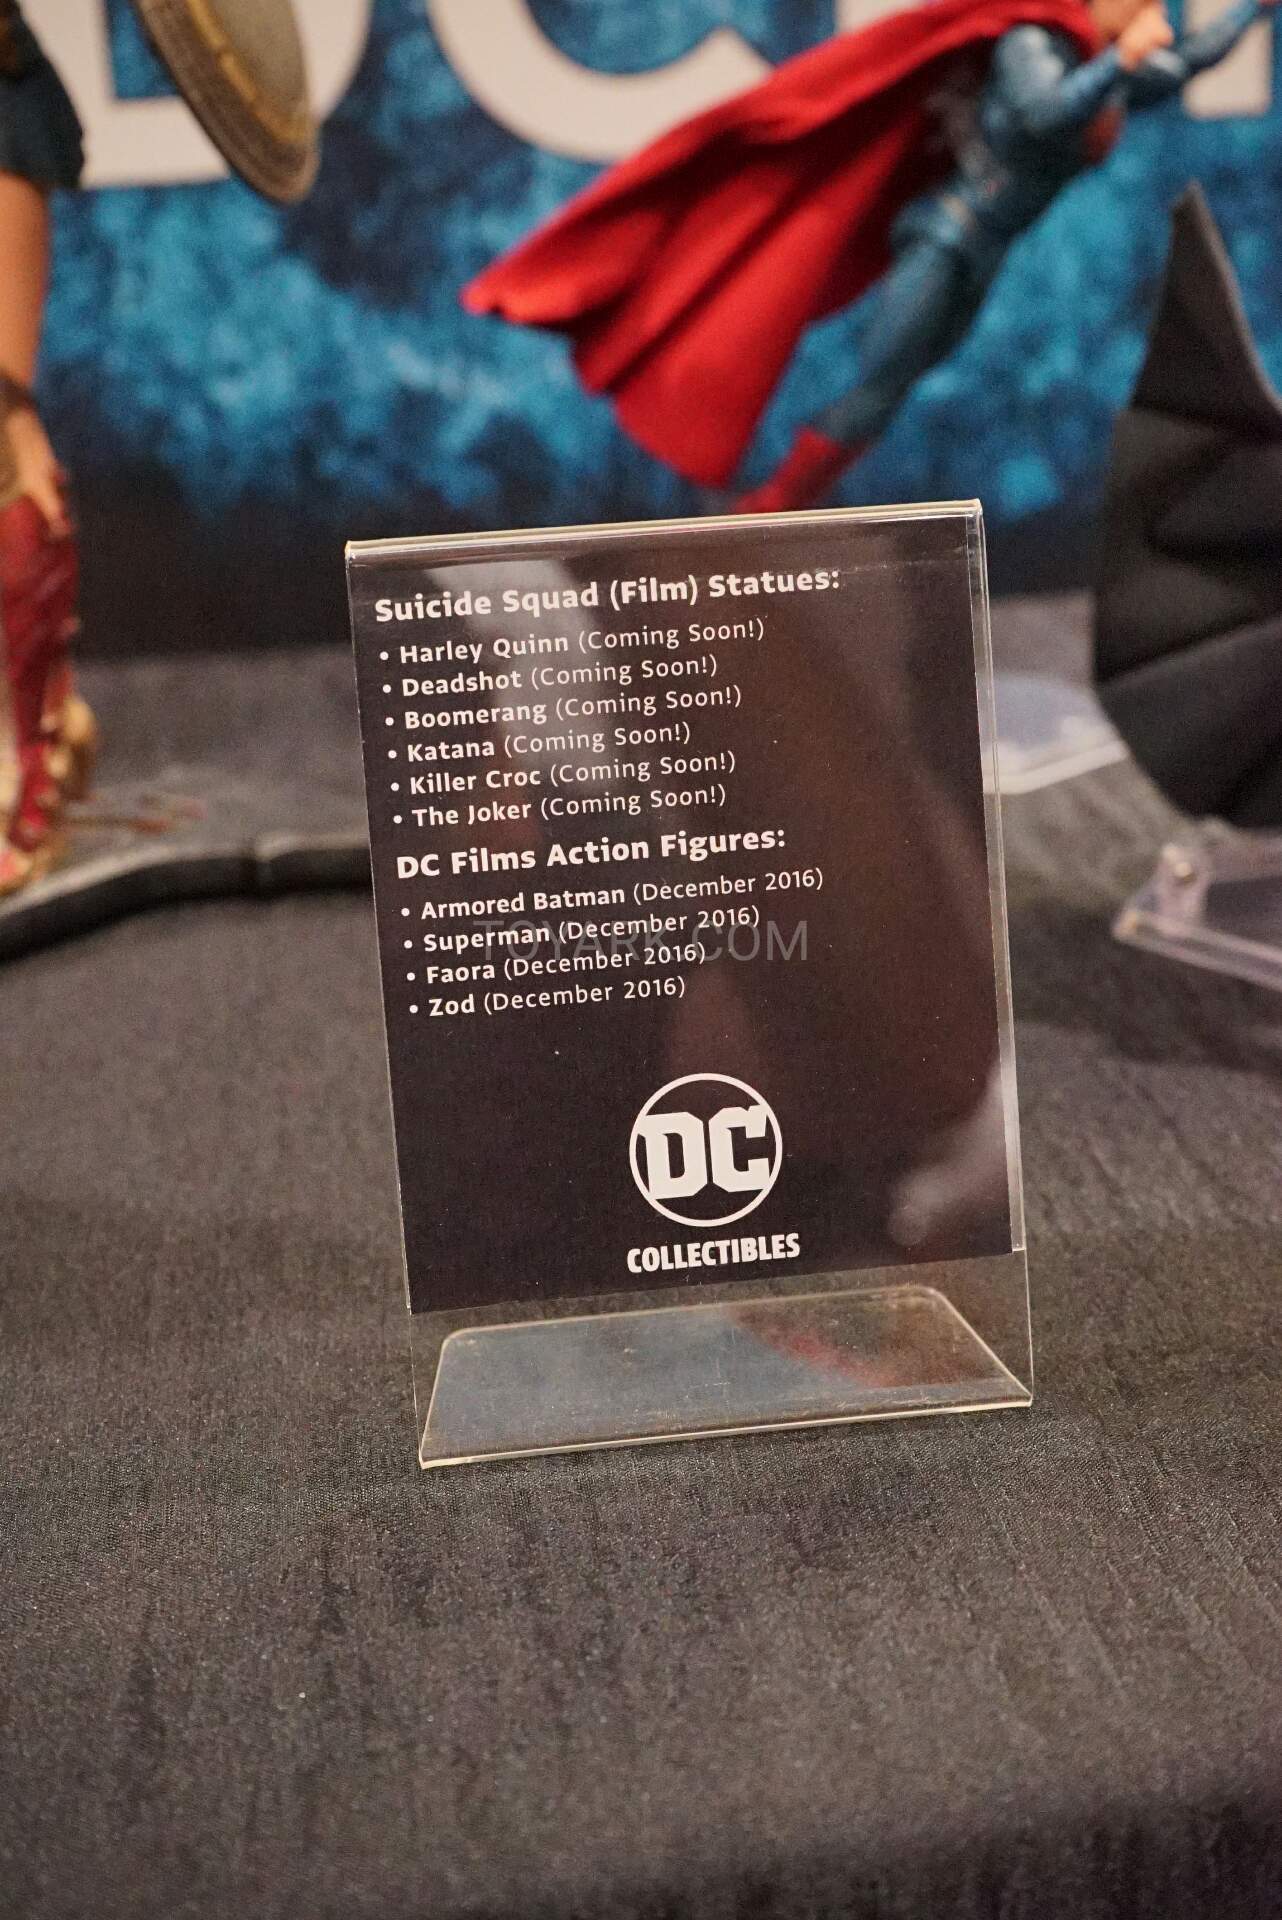 Suicide Squad (Film) Statues:
• Harley Quinn (Coming Soon!)
• Deadshot (Coming Soon!)
• Boomerang (Coming Soon!)
• Katana (Coming Soon!)
• Killer Croc (Coming Soon!)
• The Joker (Coming Soon!)
DC Films Action Figures:
• Armored Batman (December 2016)
• Superman (December 2016)
• Faora (December 2016)
• Zod (December 2016)
TOYARK.COM
DC
COLLECTIBLES